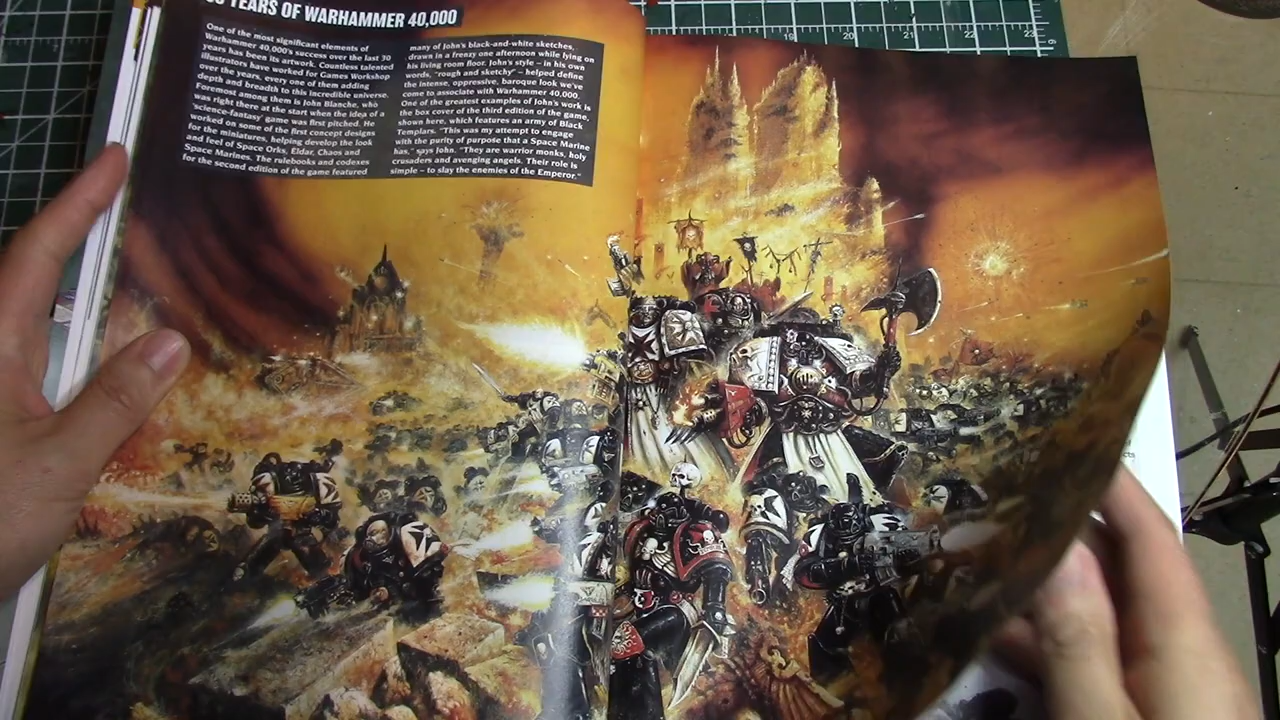 YEARS OF WARHAMMER 40,000
One of the most significant elements of
Warhammer 40,000's success over the last 30
years has been its artwork. Countless talented
illustrators have worked for Games Workshop
over the years, every one of them adding
depth and breadth to this incredible universe.
Foremost among them is John Blanche, who
was right there at the start when the idea of a
'science-fantasy' game was first pitched. He
worked on some of the first concept designs
for the miniatures, helping develop the look
and feel of Space Orks, Eldar, Chaos and
Space Marines. The rulebooks and codexes
for the second edition of the game featured
many of John's black-and-white sketches,
drawn in a frenzy one afternoon while lying on
his living room floor. John's style – in his own
words, "rough and sketchy" – helped define
the intense, oppressive, baroque look we've
come to associate with Warhammer 40,000.
One of the greatest examples of John's work is
the box cover of the third edition of the game,
shown here, which features an army of Black
Templars. "This was my attempt to engage
with the purity of purpose that a Space Marine
has," says John. "They are warrior monks, holy
crusaders and avenging angels. Their role is
simple – to slay the enemies of the Emperor."
19
20
21
22
23